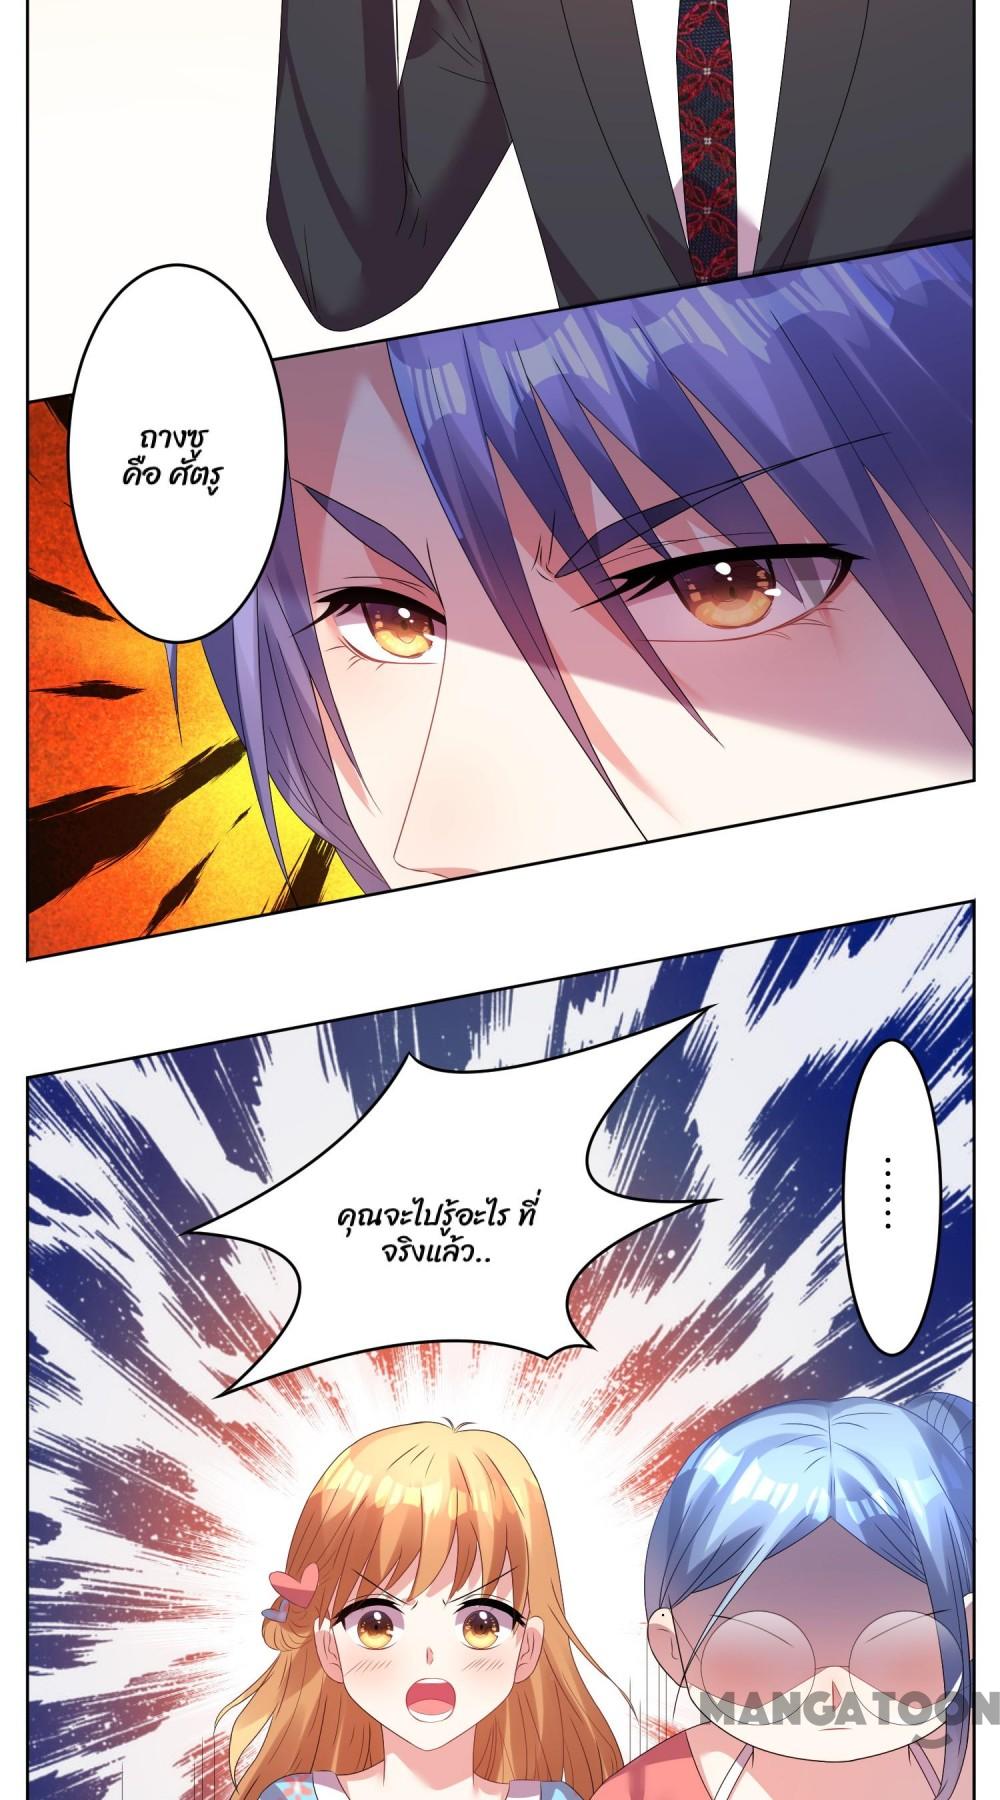 ถางซู
คือ ศัตรู
......
คุณจะไปรู้อะไร ที่
จริงแล้ว..
MANGATOON